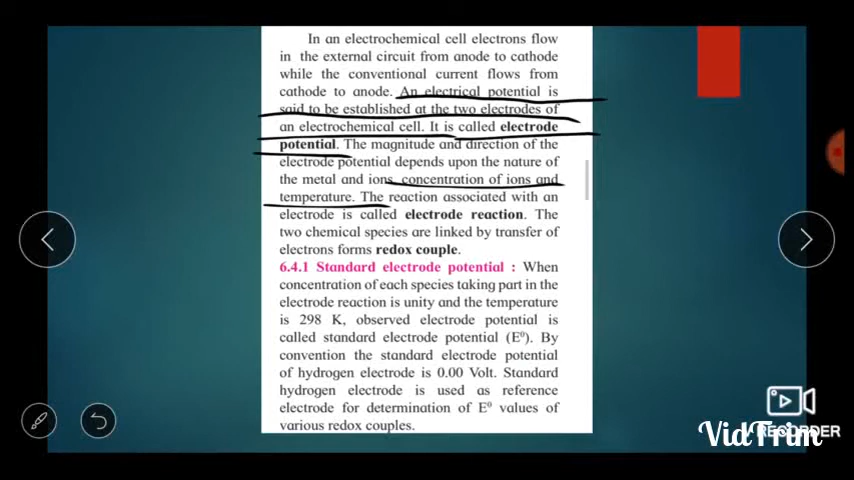 In an electrochemical cell electrons flow
in the external circuit from anode to cathode
while the conventional current flows from
cathode to anode. An electrical potential is
said to be established at the two electrodes of
an electrochemical cell. It is called electrode
potential. The magnitude and direction of the
electrode potential depends upon the nature of
the metal and ions, concentration of ions and
temperature. The reaction associated with an
electrode is called electrode reaction. The
two chemical species are linked by transfer of
electrons forms redox couple.
6.4.1 Standard electrode potential : When
concentration of each species taking part in the
electrode reaction is unity and the temperature
is 298 K, observed electrode potential is
called standard electrode potential (E⁰). By
convention the standard electrode potential
of hydrogen electrode is 0.00 Volt. Standard
hydrogen electrode is used as reference
electrode for determination of E⁰ values of
various redox couples.
RECORDER
VidTrim